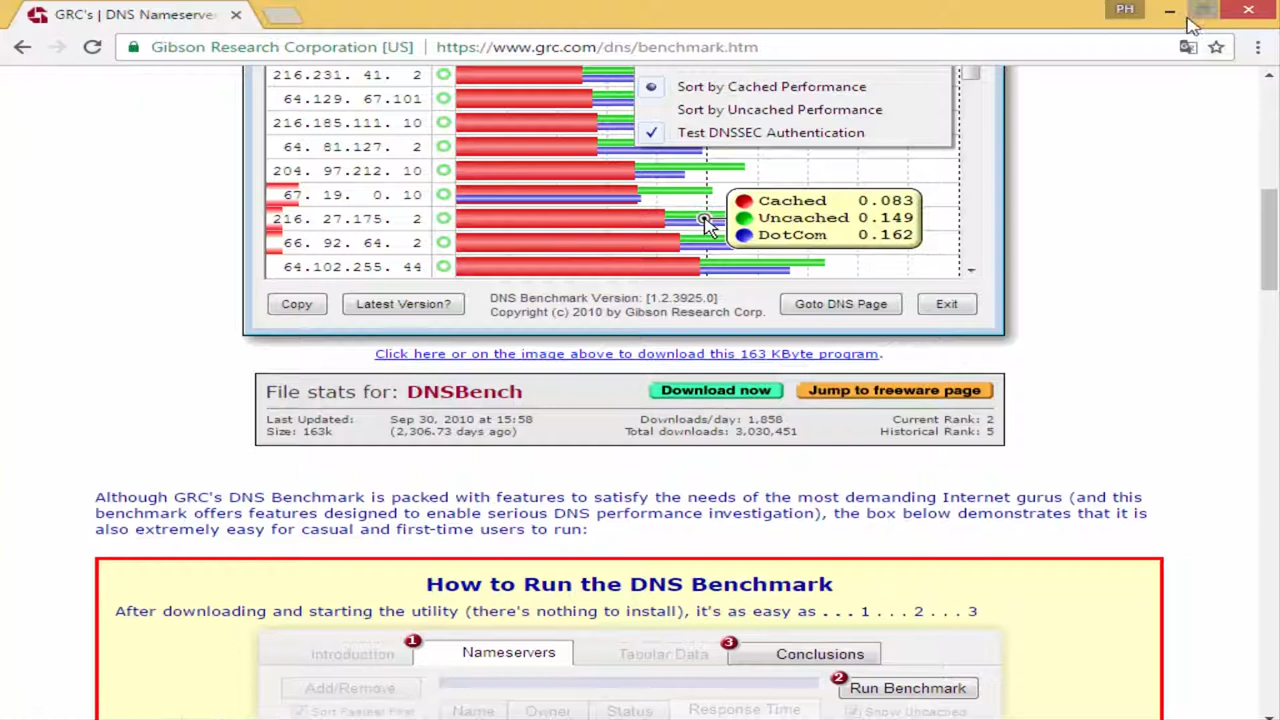 GRC's | DNS Nameserve
PH
Gibson Research Corporation [US]
https://www.grc.com/dns/benchmark.htm
216.231. 41. 2
64.129. 67.101
216.185.111. 10
64. 81.127. 2
204. 97.212. 10
67. 19. 0. 10
216. 27.175. 2
66. 92. 64. 2
64.102.255. 44
Sort by Cached Performance
Sort by Uncached Performance
Test DNSSEC Authentication
Cached 0.083
Uncached 0.149
DotCom 0.162
Copy
Latest Version?
DNS Benchmark Version: [1.2.3925.0]
Copyright (c) 2010 by Gibson Research Corp.
Goto DNS Page
Exit
Click here or on the image above to download this 163 KByte program.
File stats for: DNSBench
Download now
Jump to freeware page
Last Updated: Sep 30, 2010 at 15:58 Downloads/day: 1,858 Current Rank: 2
Size: 163k (2,306.73 days ago) Total downloads: 3,030,451 Historical Rank: 5
Although GRC's DNS Benchmark is packed with features to satisfy the needs of the most demanding Internet gurus (and this
benchmark offers features designed to enable serious DNS performance investigation), the box below demonstrates that it is
also extremely easy for casual and first-time users to run:
How to Run the DNS Benchmark
After downloading and starting the utility (there's nothing to install), it's as easy as . . . 1 . . . 2 . . . 3
Introduction
1
Nameservers
Tabular Data
3
Conclusions
Add/Remove
2
Run Benchmark
Sort Fastest First
Name
Owner
Status
Response Time
Show Uncached